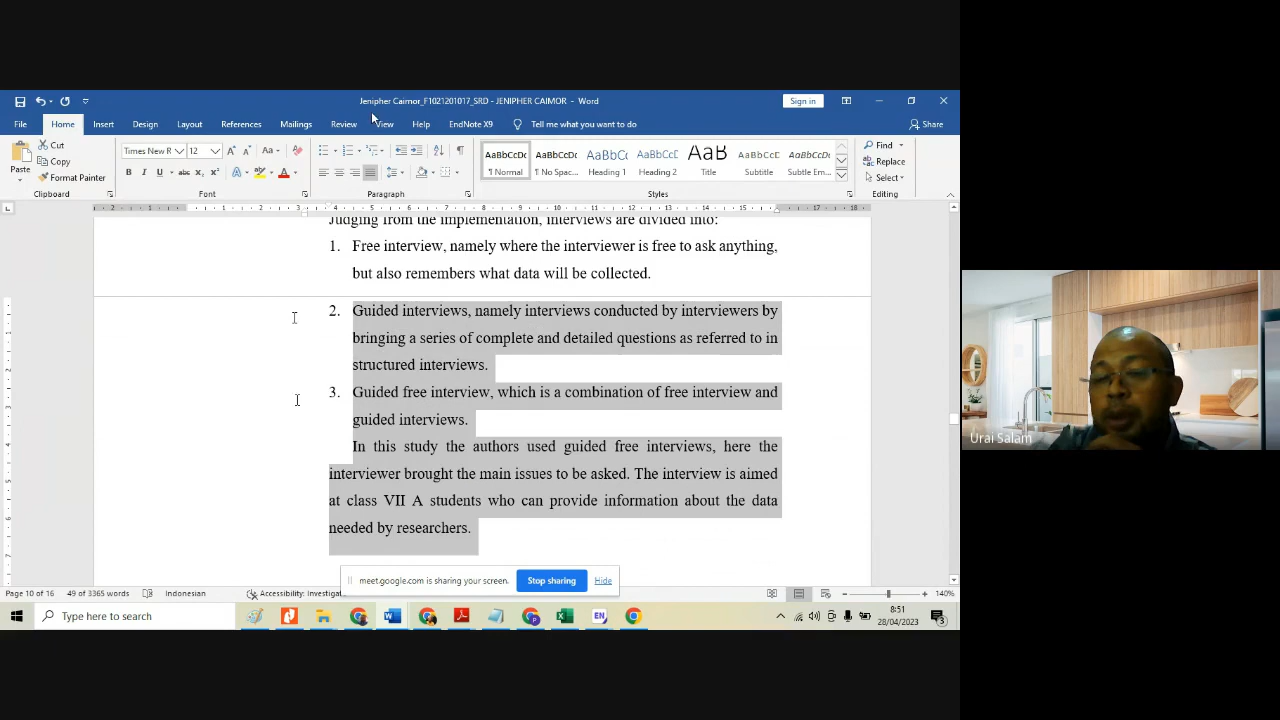 Jenipher Caimor_F1021201017_SRD - JENIPHER CAIMOR - Word
Sign in
File Home Insert Design Layout References Mailings Review View Help EndNote X9 Tell me what you want to do Share
Paste
Cut
Copy
Format Painter
Clipboard
Times New R 12
Font
Paragraph
AaBbCcDc AaBbCcDc AaBbCc AaBbCcD AaB AaBbCcD AaBbCcDc
¶ Normal ¶ No Spac... Heading 1 Heading 2 Title Subtitle Subtle Em...
Styles
Find
Replace
Select
Editing
Judging from the implementation, interviews are divided into:
1. Free interview, namely where the interviewer is free to ask anything,
but also remembers what data will be collected.
2. Guided interviews, namely interviews conducted by interviewers by
bringing a series of complete and detailed questions as referred to in
structured interviews.
3. Guided free interview, which is a combination of free interview and
guided interviews.
In this study the authors used guided free interviews, here the
interviewer brought the main issues to be asked. The interview is aimed
at class VII A students who can provide information about the data
needed by researchers.
meet.google.com is sharing your screen. Stop sharing Hide
Page 10 of 16 49 of 3365 words Indonesian Accessibility: Investiga 140%
Type here to search
8:51
28/04/2023
Urai Salam